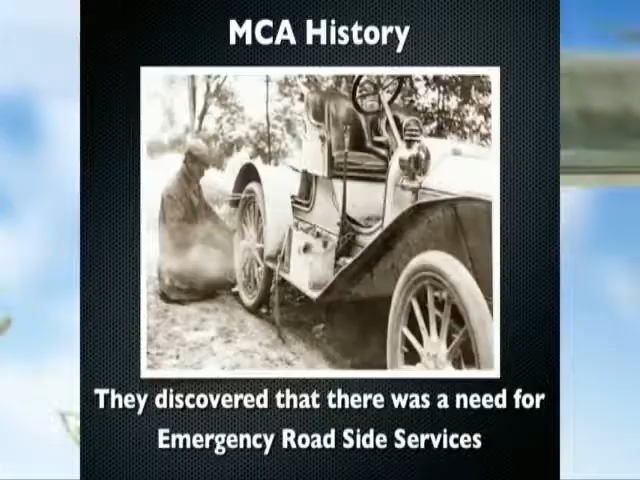 MCA History
They discovered that there was a need for
Emergency Road Side Services